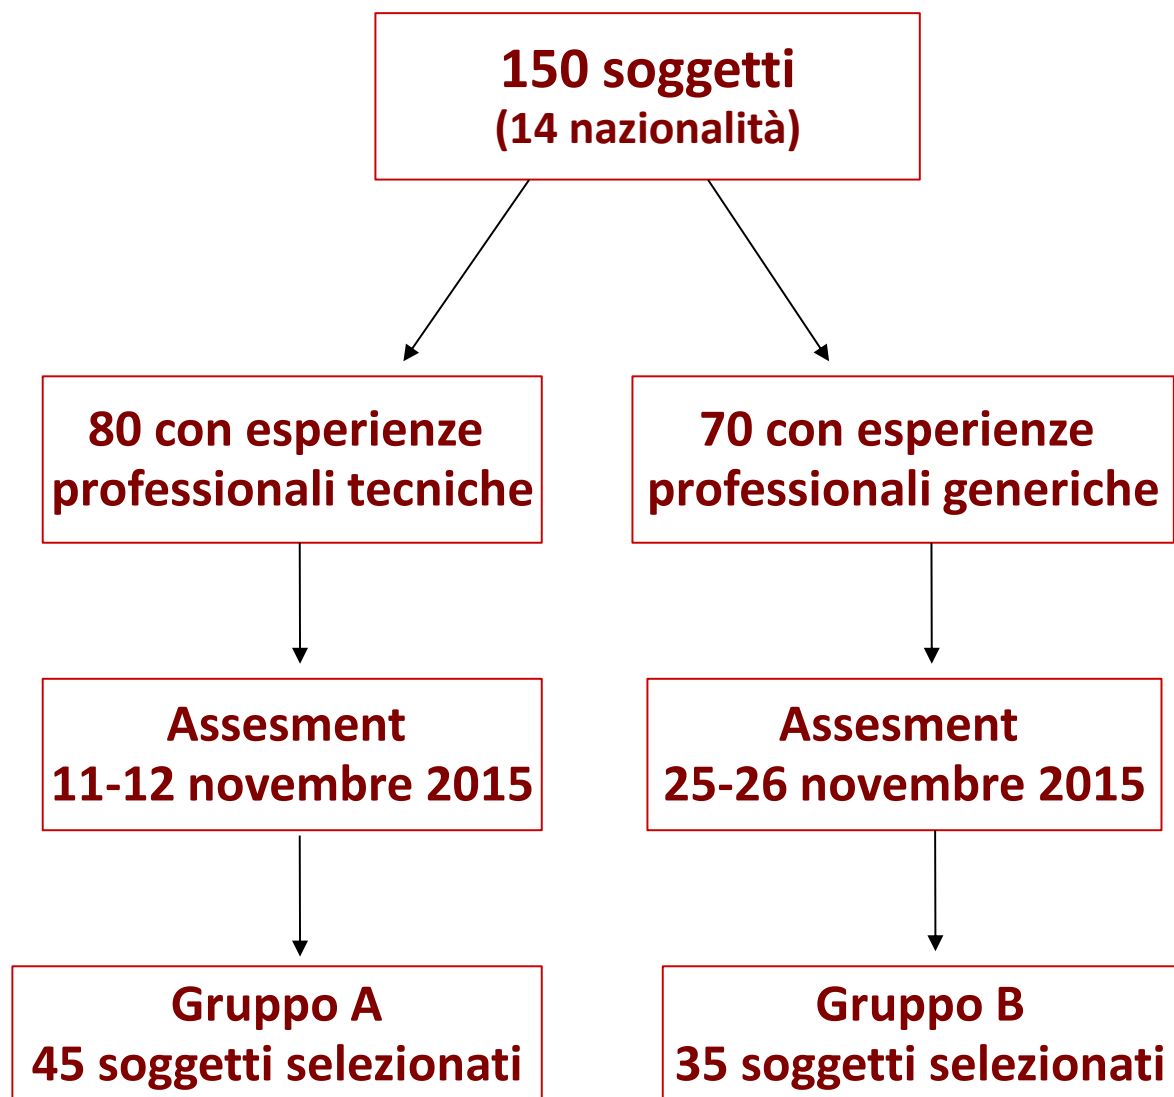 150 soggetti
(14 nazionalità)
80 con esperienze
professionali tecniche
70 con esperienze
professionali generiche
Assesment
11-12 novembre 2015
Assesment
25-26 novembre 2015
Gruppo A
45 soggetti selezionati
Gruppo B
35 soggetti selezionati